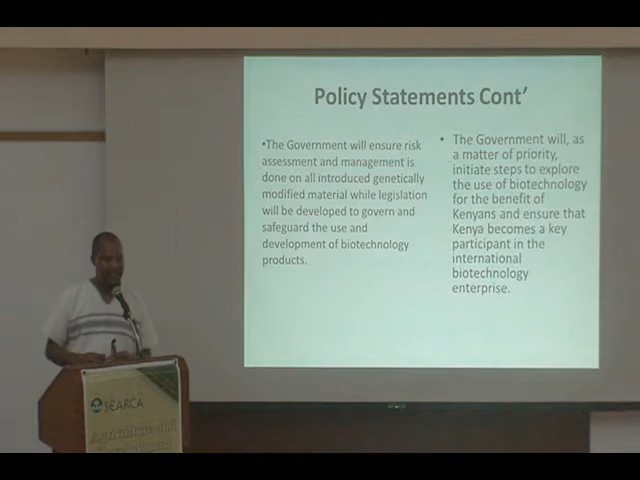 Policy Statements Cont’
•The Government will ensure risk
assessment and management is
done on all introduced genetically
modified material while legislation
will be developed to govern and
safeguard the use and
development of biotechnology
products.
• The Government will, as
a matter of priority,
initiate steps to explore
the use of biotechnology
for the benefit of
Kenyans and ensure that
Kenya becomes a key
participant in the
international
biotechnology
enterprise.
SEARCA
Agriculture and